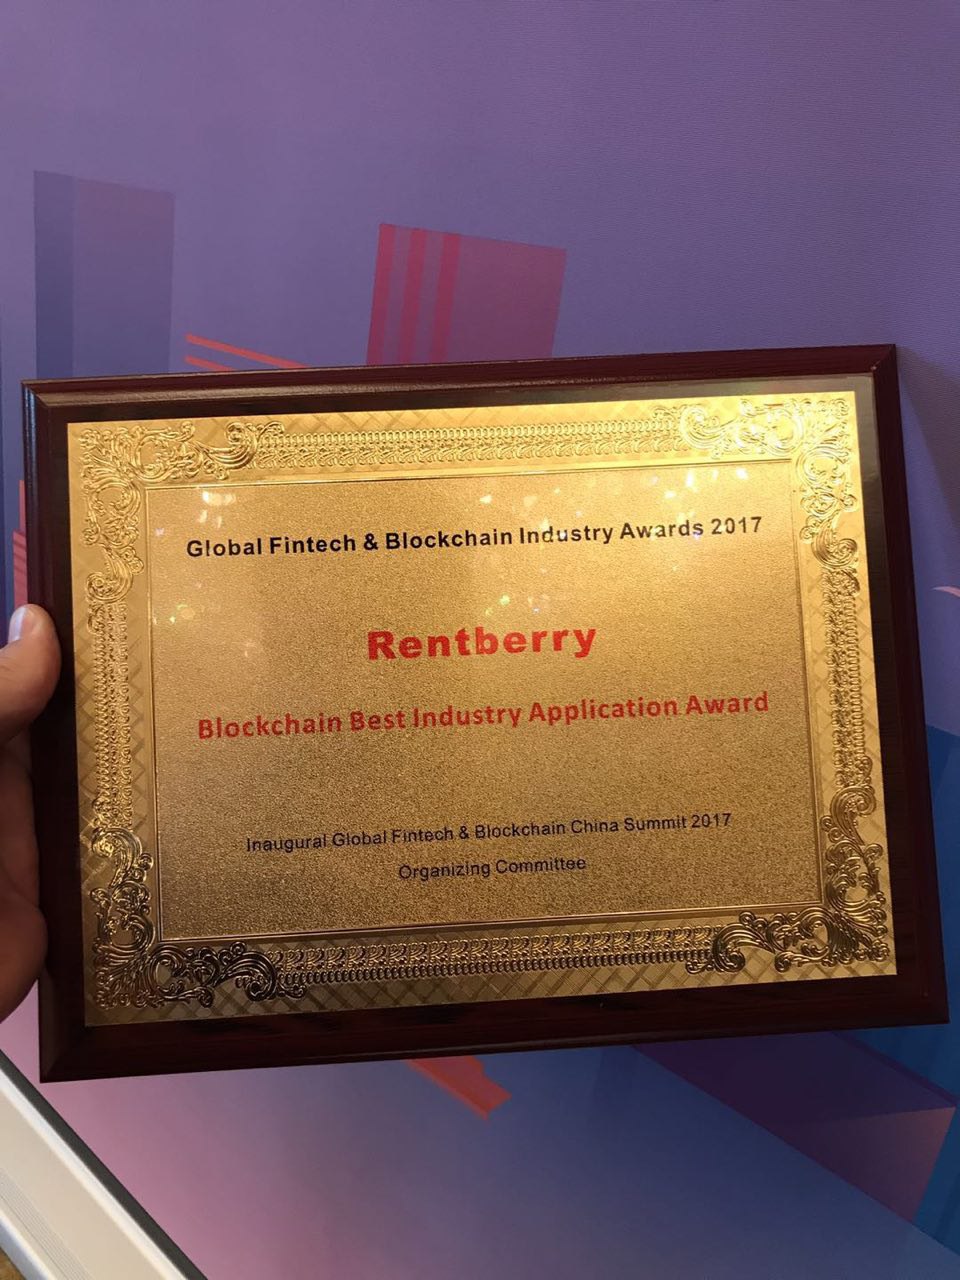 Global Fintech & Blockchain Industry Awards 2017
Rentberry
Blockchain Best Industry Application Award
Inaugural Global Fintech & Blockchain China Summit 2017
Organizing Committee